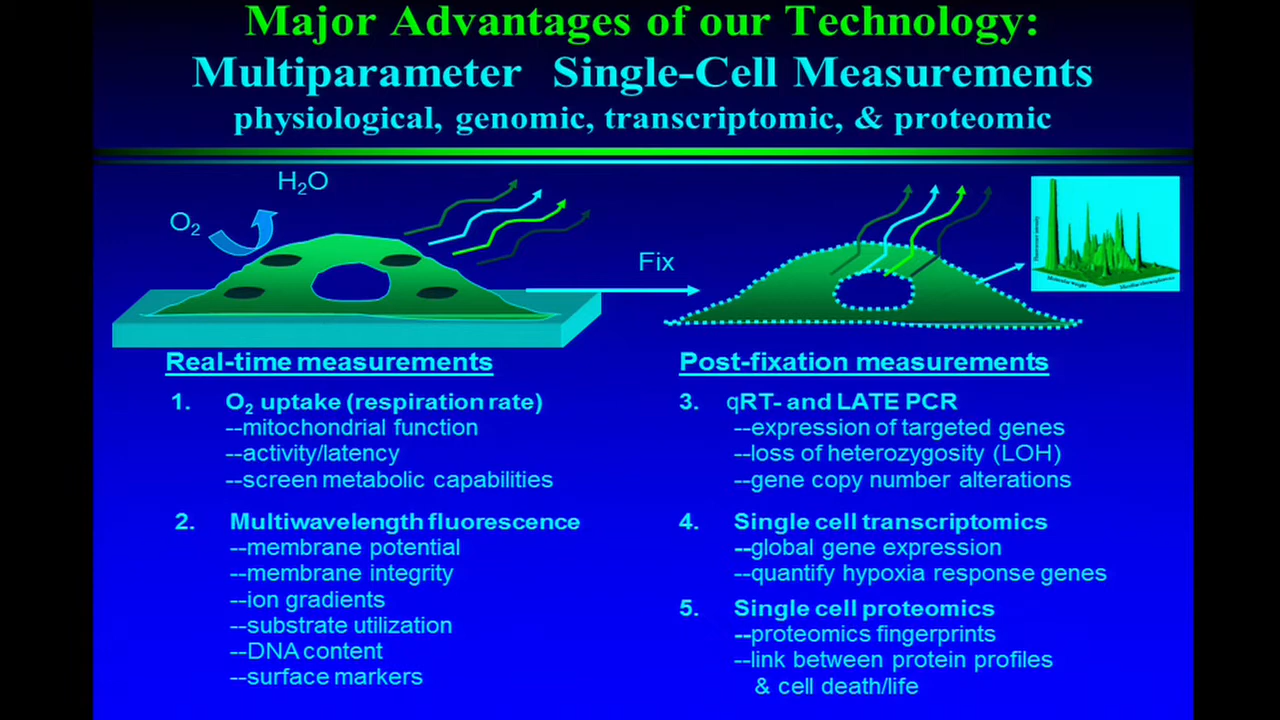 Major Advantages of our Technology:
Multiparameter Single-Cell Measurements
physiological, genomic, transcriptomic, & proteomic
H₂O
O₂
Fix
Molecular Weight
Real-time measurements
1. O₂ uptake (respiration rate)
--mitochondrial function
--activity/latency
--screen metabolic capabilities
2. Multiwavelength fluorescence
--membrane potential
--membrane integrity
--ion gradients
--substrate utilization
--DNA content
--surface markers
Post-fixation measurements
3. qRT- and LATE PCR
--expression of targeted genes
--loss of heterozygosity (LOH)
--gene copy number alterations
4. Single cell transcriptomics
--global gene expression
--quantify hypoxia response genes
5. Single cell proteomics
--proteomics fingerprints
--link between protein profiles
& cell death/life